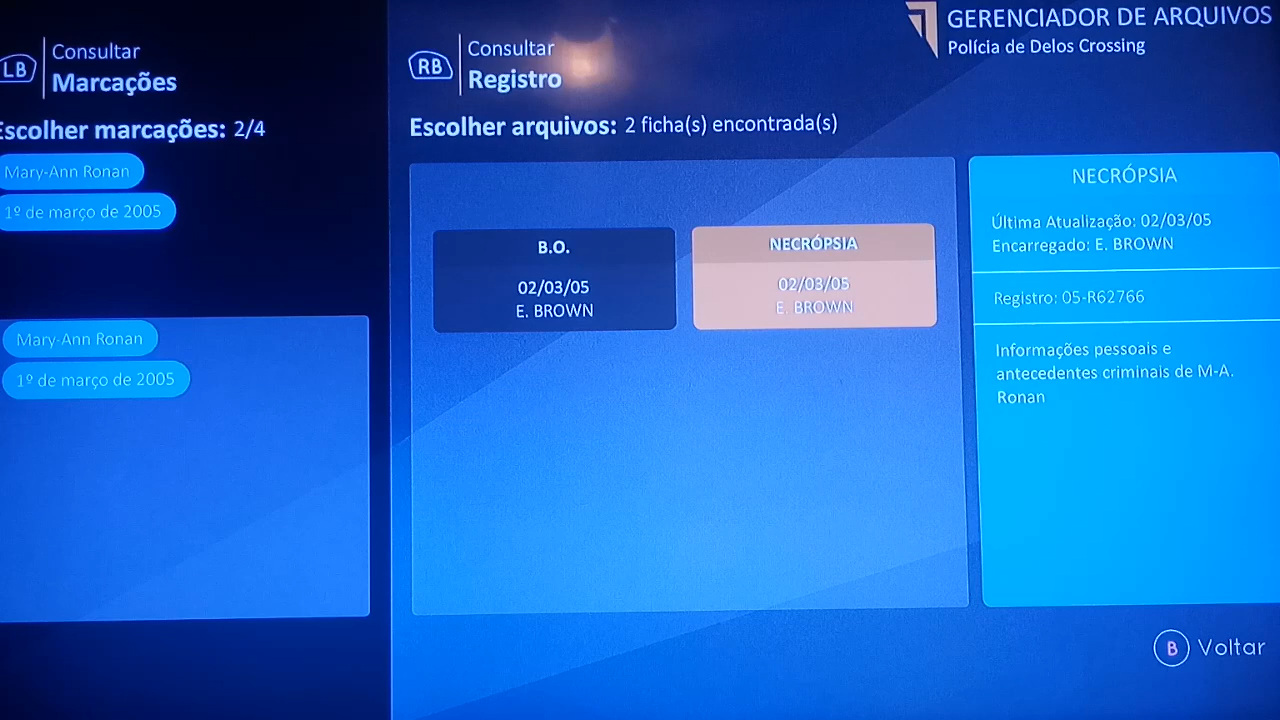 LB
Consultar
Marcações
Escolher marcações: 2/4
Mary-Ann Ronan
1º de março de 2005
Mary-Ann Ronan
1º de março de 2005
RB
Consultar
Registro
Escolher arquivos: 2 ficha(s) encontrada(s)
B.O.
02/03/05
E. BROWN
NECRÓPSIA
02/03/05
E. BROWN
GERENCIADOR DE ARQUIVOS
Polícia de Delos Crossing
NECRÓPSIA
Última Atualização: 02/03/05
Encarregado: E. BROWN
Registro: 05-R62766
Informações pessoais e
antecedentes criminais de M-A.
Ronan
B Voltar